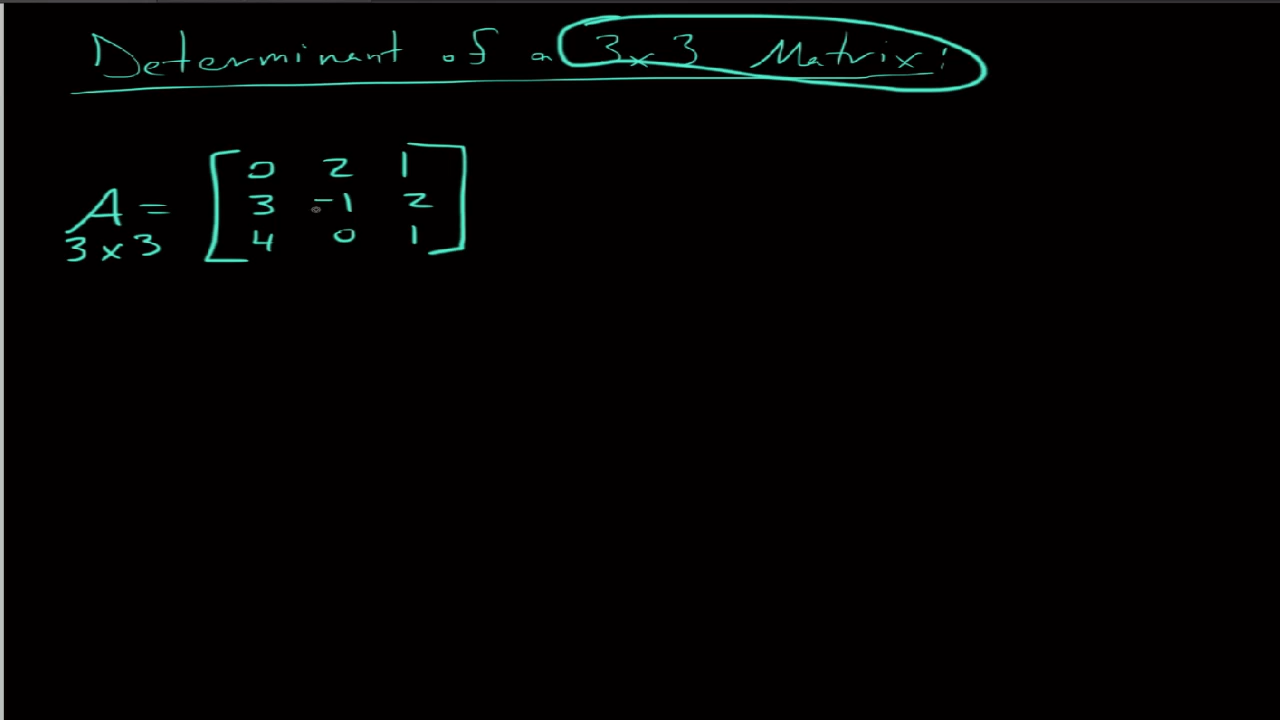 Determinant of a 3x3 Matrix:
0 2 1
A = 3 -1 2
3x3 4 0 1